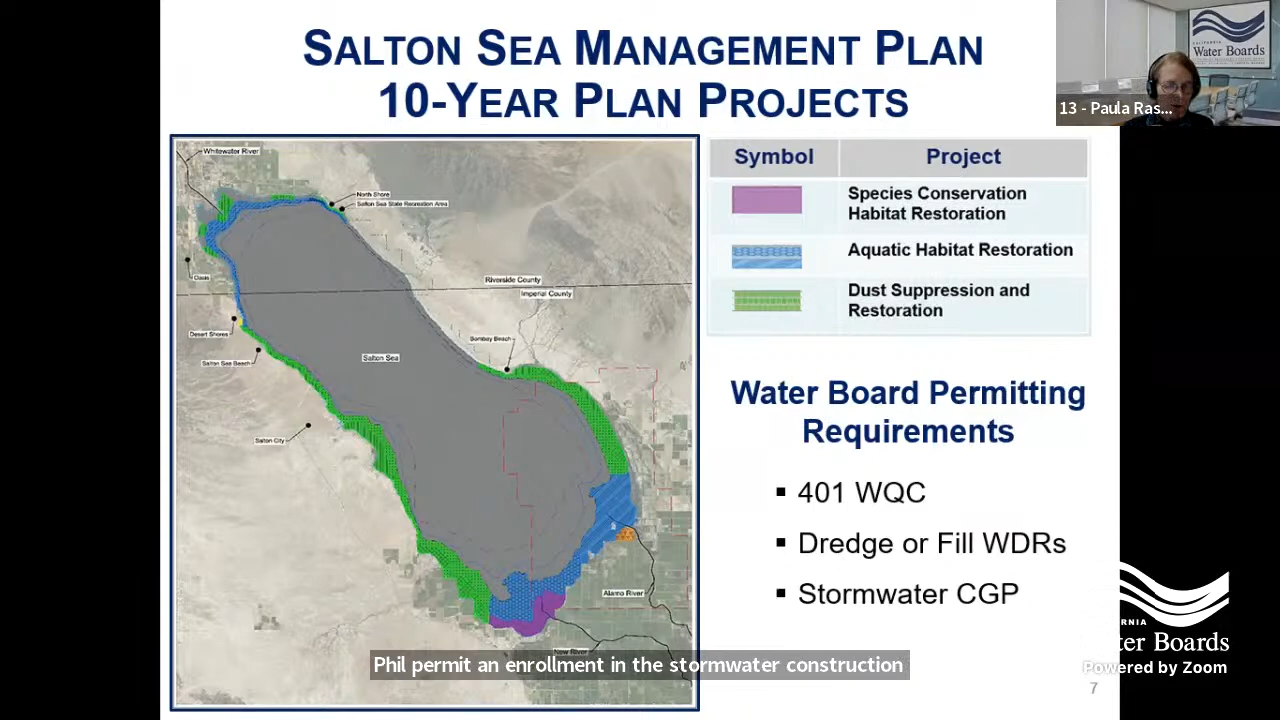 SALTON SEA MANAGEMENT PLAN
10-YEAR PLAN PROJECTS
CALIFORNIA
Water Boards
13 - Paula Ras...
Whitewater River
North Shore
Salton Sea State Recreation Area
Oasis
Riverside County
Imperial County
Desert Shores
Salton Sea Beach
Bombay Beach
Salton Sea
Salton City
Alamo River
New River
Symbol Project
Species Conservation
Habitat Restoration
Aquatic Habitat Restoration
Dust Suppression and
Restoration
Water Board Permitting
Requirements
▪ 401 WQC
▪ Dredge or Fill WDRs
▪ Stormwater CGP
RNIA
ter Boards
Powered by Zoom
Phil permit an enrollment in the stormwater construction
7